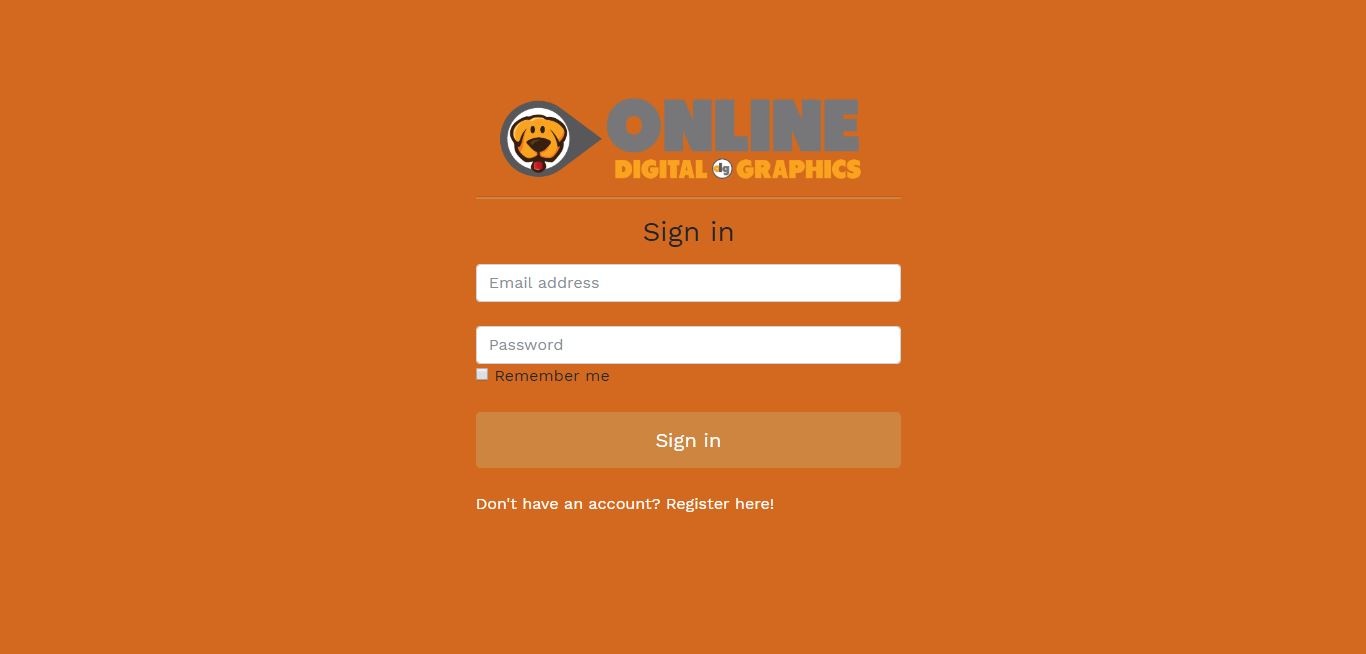 ONLINE
DIGITAL dg GRAPHICS
Sign in
Email address
Password
Remember me
Sign in
Don't have an account? Register here!